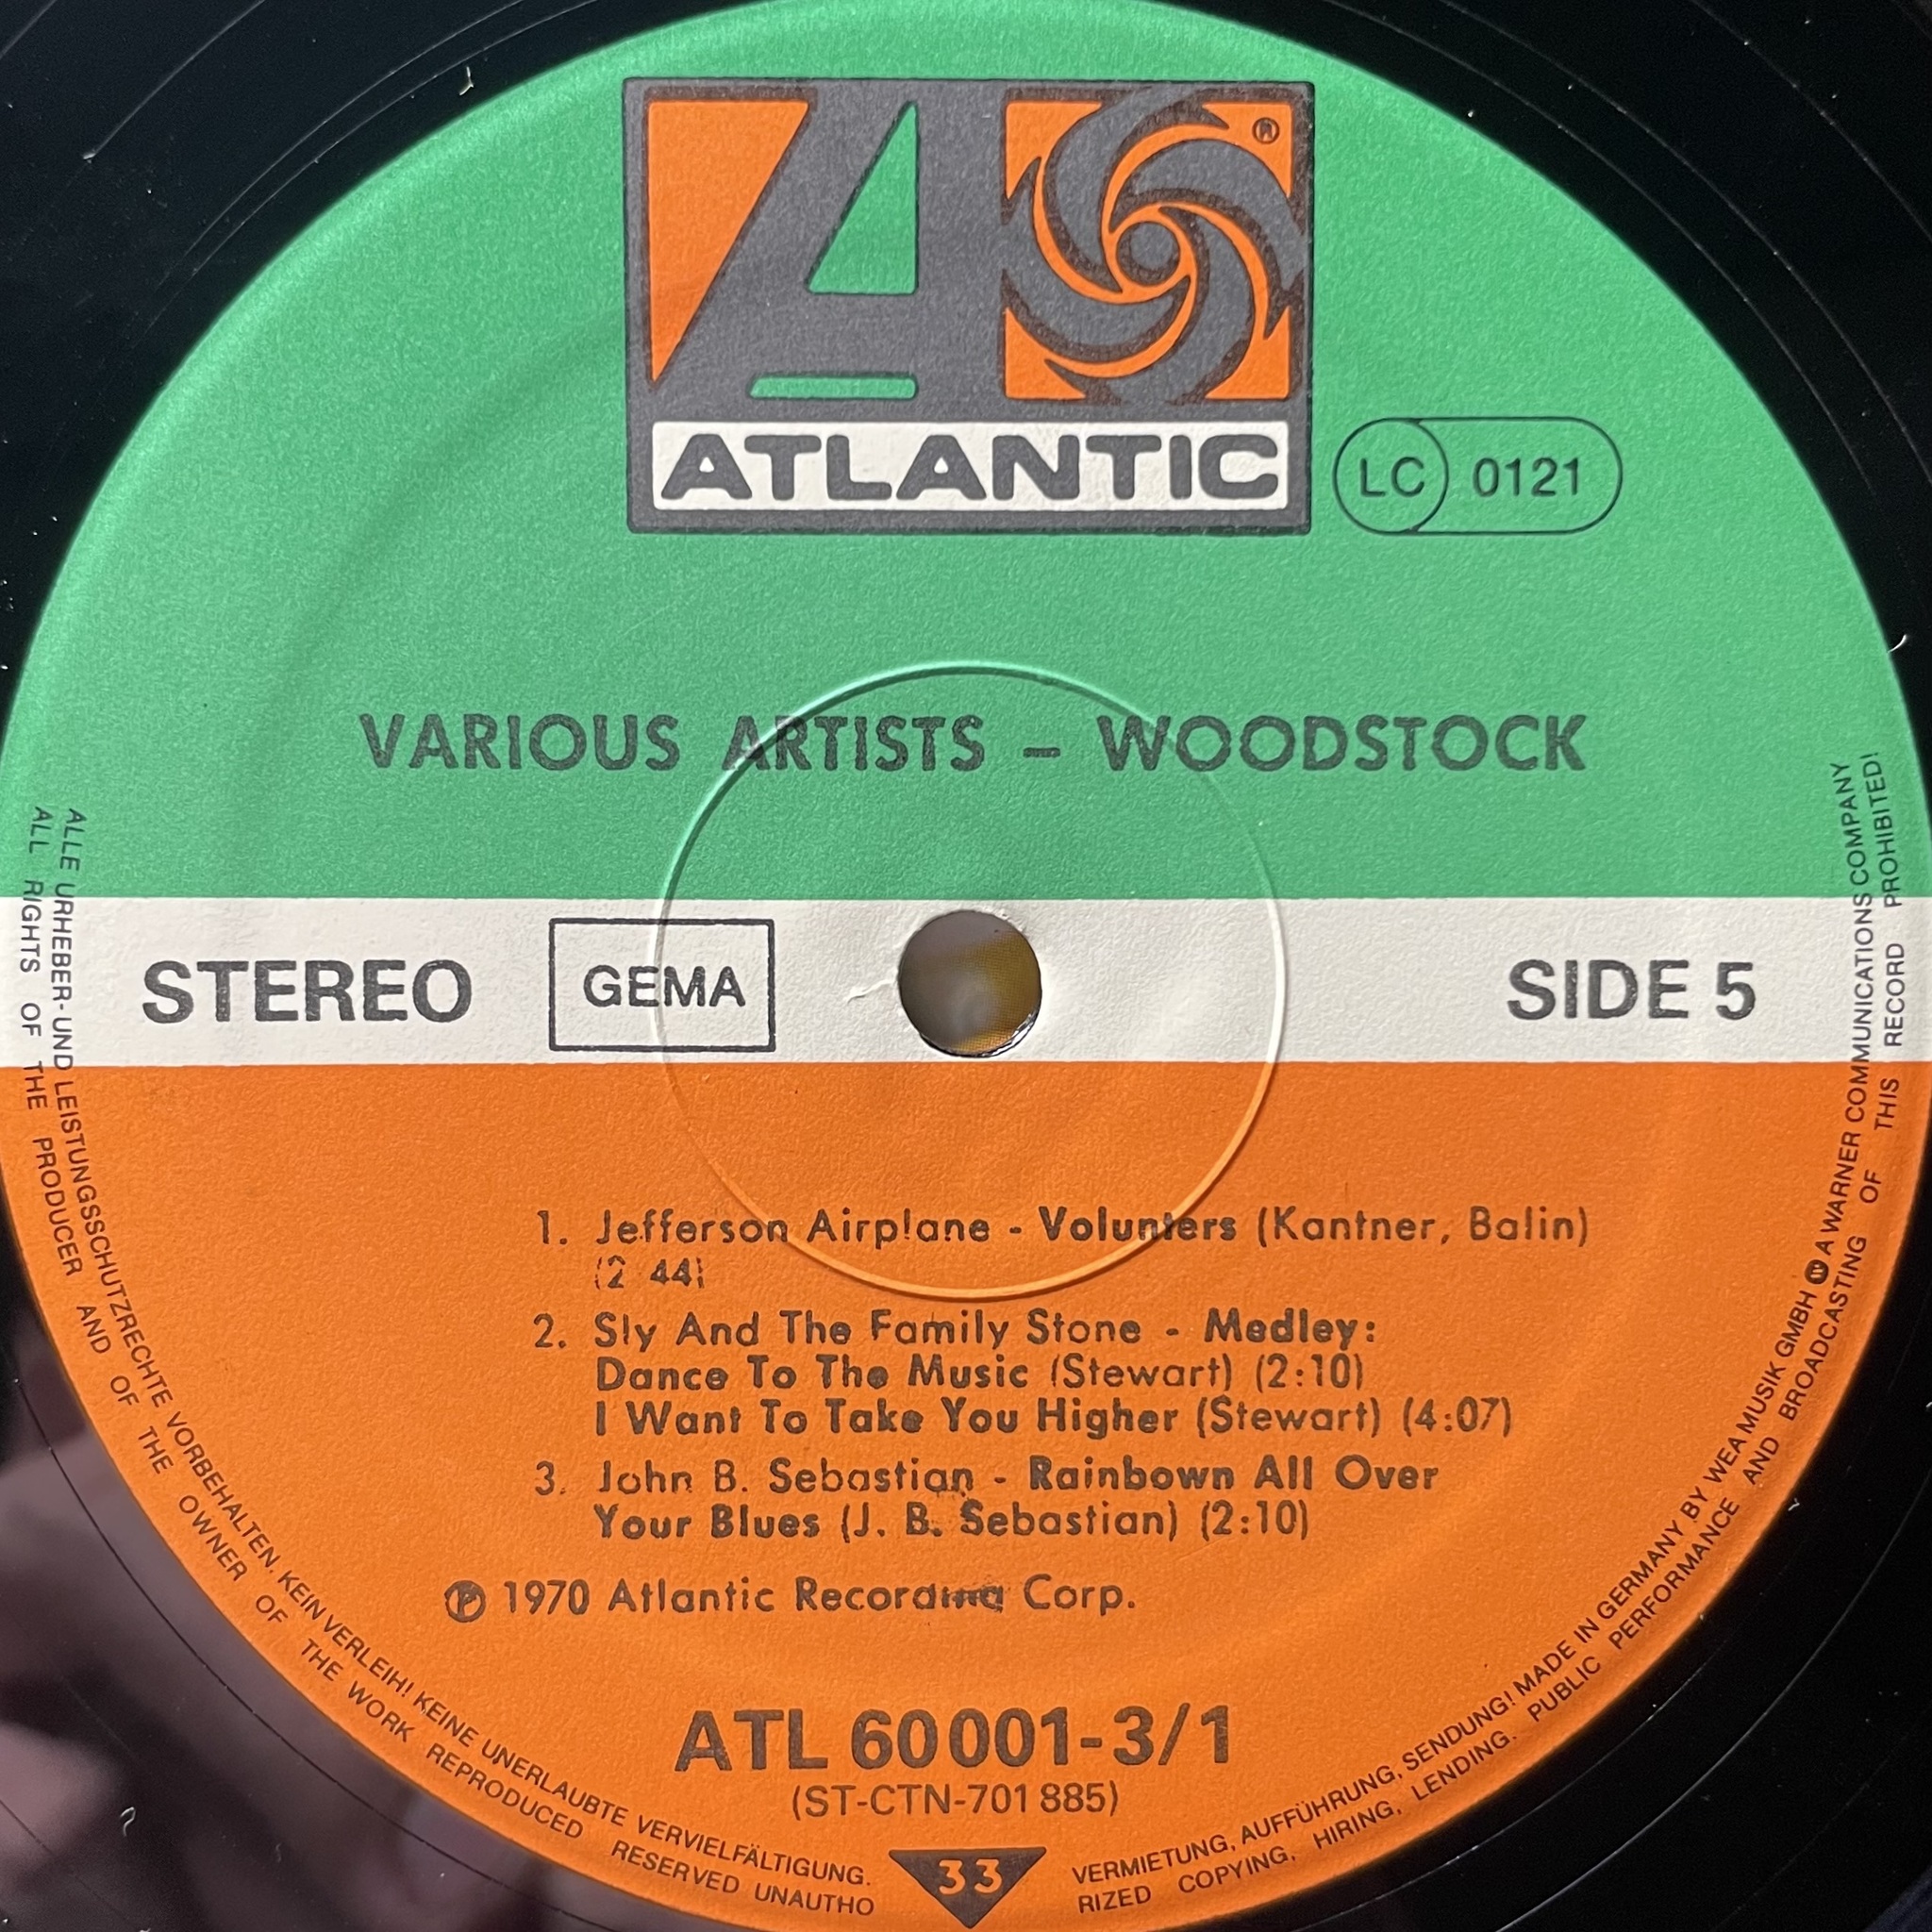 ®
ATLANTIC
LC 0121
VARIOUS ARTISTS – WOODSTOCK
STEREO GEMA SIDE 5
1. Jefferson Airplane - Volunters (Kantner, Balin)
(2 44)
2. Sly And The Family Stone - Medley:
Dance To The Music (Stewart) (2:10)
I Want To Take You Higher (Stewart) (4:07)
3. John B. Sebastian - Rainbown All Over
Your Blues (J. B. Sebastian) (2:10)
℗ 1970 Atlantic Recording Corp.
ATL 60001-3/1
(ST-CTN-701 885)
33
ALLE URHEBER- UND LEISTUNGSSCHUTZRECHTE VORBEHALTEN. KEIN VERLEIH! KEINE UNERLAUBTE VERVIELFÄLTIGUNG. VERMIETUNG, AUFFÜHRUNG, SENDUNG! MADE IN GERMANY BY WEA MUSIK GMBH A WARNER COMMUNICATIONS COMPANY
ALL RIGHTS OF THE PRODUCER AND OF THE OWNER OF THE WORK REPRODUCED RESERVED UNAUTHORIZED COPYING, HIRING, LENDING. PUBLIC PERFORMANCE AND BROADCASTING OF THIS RECORD PROHIBITED!